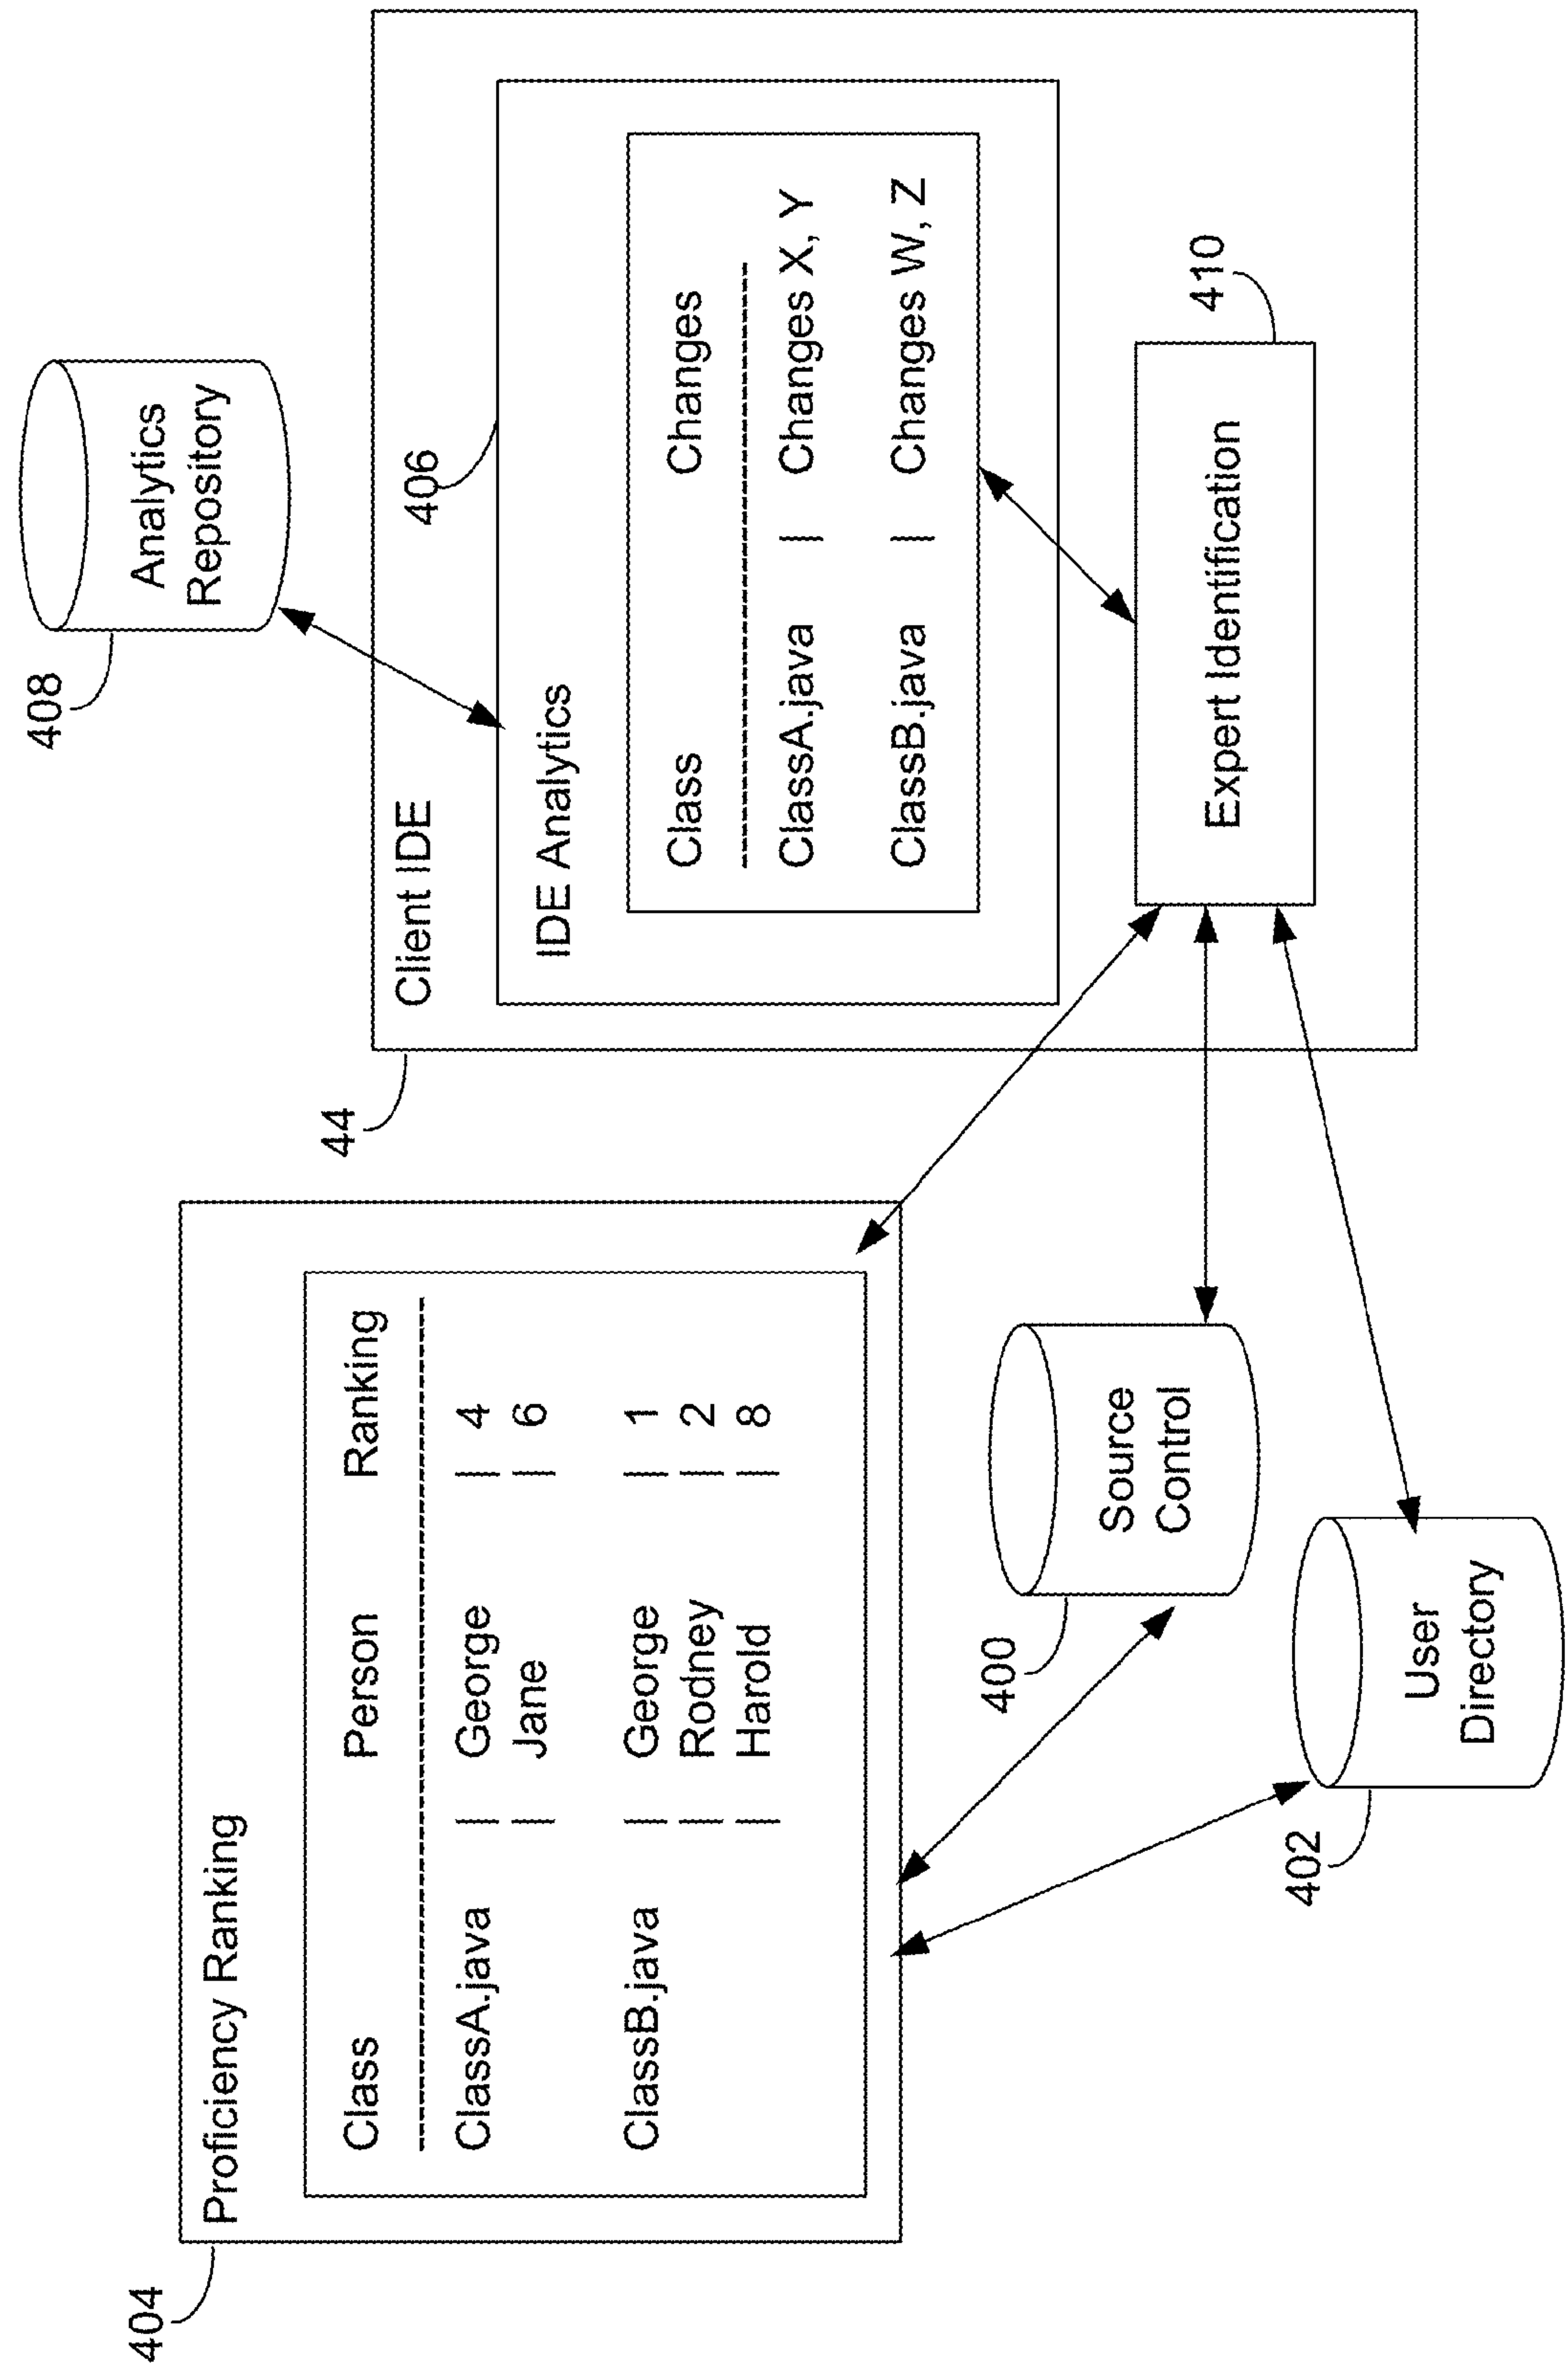 404
Proficiency Ranking
Class Person Ranking
ClassA.java | George | 4
| Jane | 6
ClassB.java | George | 1
| Rodney | 2
| Harold | 8
408
Analytics
Repository
44
Client IDE
406
IDE Analytics
Class Changes
ClassA.java | Changes X, Y
ClassB.java | Changes W, Z
410
Expert Identification
400
Source
Control
402
User
Directory